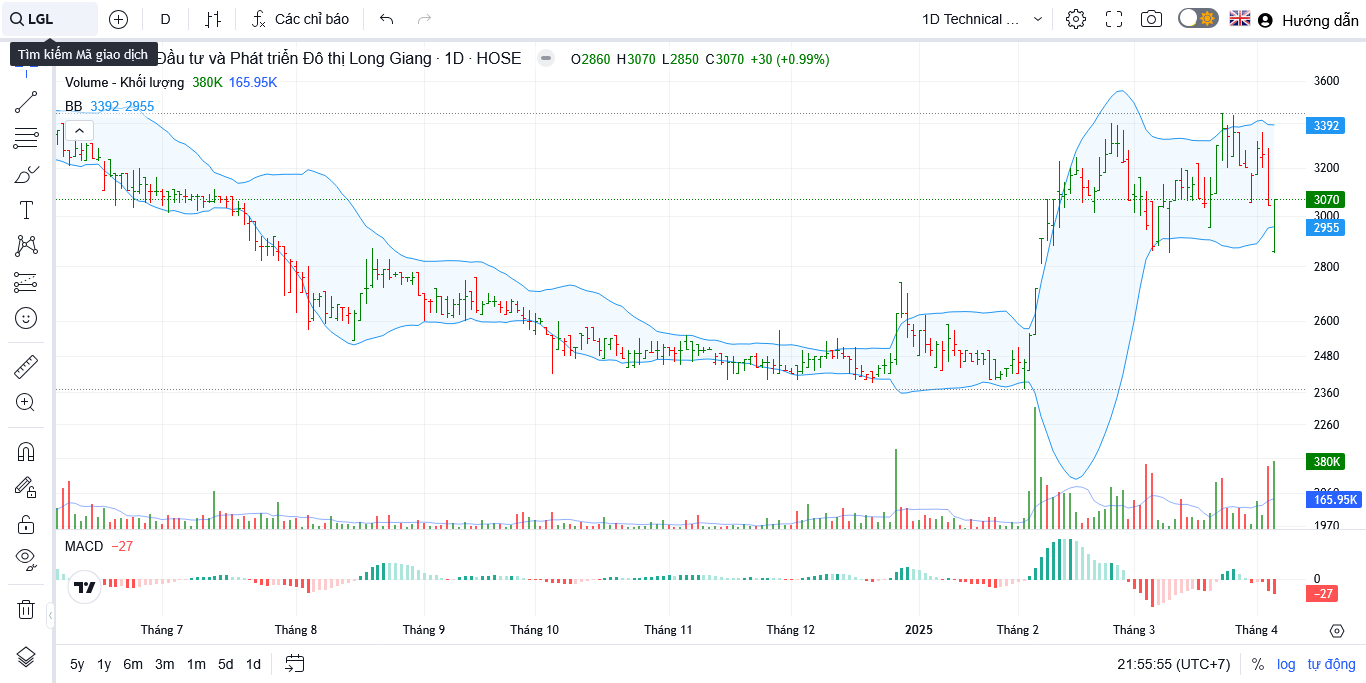 LGL
D
Các chỉ báo
1D Technical ...
Hướng dẫn
Tìm kiếm Mã giao dịch
Đầu tư và Phát triển Đô thị Long Giang · 1D · HOSE
O2860 H3070 L2850 C3070 +30 (+0.99%)
Volume - Khối lượng 380K 165.95K
BB 3392 2955
3600
3392
3200
3070
3000
2955
2800
2600
2480
2360
2260
380K
165.95K
1970
MACD −27
0
−27
Tháng 7
Tháng 8
Tháng 9
Tháng 10
Tháng 11
Tháng 12
2025
Tháng 2
Tháng 3
Tháng 4
5y 1y 6m 3m 1m 5d 1d
21:55:55 (UTC+7)
%
log
tự động